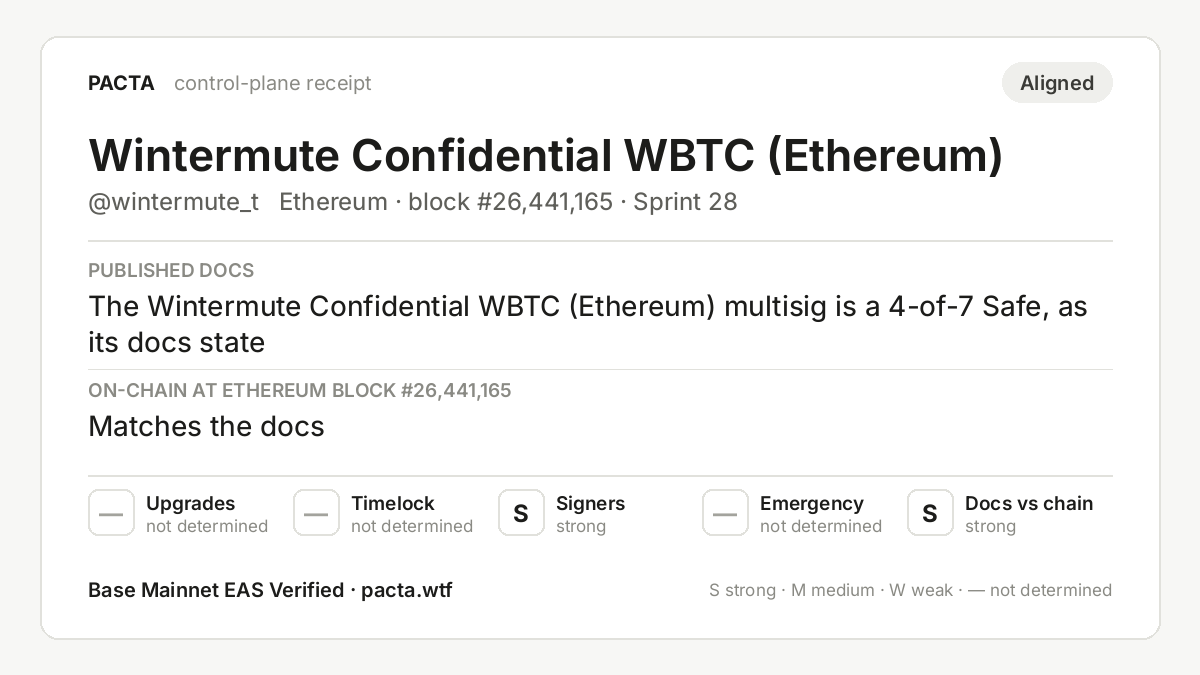 PACTA control-plane receipt
Aligned
Wintermute Confidential WBTC (Ethereum)
@wintermute_t Ethereum · block #26,441,165 · Sprint 28
PUBLISHED DOCS
The Wintermute Confidential WBTC (Ethereum) multisig is a 4-of-7 Safe, as
its docs state
ON-CHAIN AT ETHEREUM BLOCK #26,441,165
Matches the docs
— Upgrades
not determined
— Timelock
not determined
S Signers
strong
— Emergency
not determined
S Docs vs chain
strong
Base Mainnet EAS Verified · pacta.wtf
S strong · M medium · W weak · — not determined